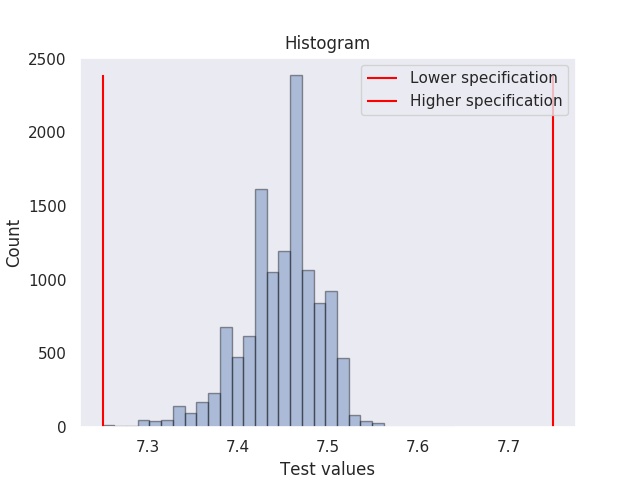 Histogram
2500
2000
1500
1000
500
0
Count
Lower specification
Higher specification
7.3 7.4 7.5 7.6 7.7
Test values